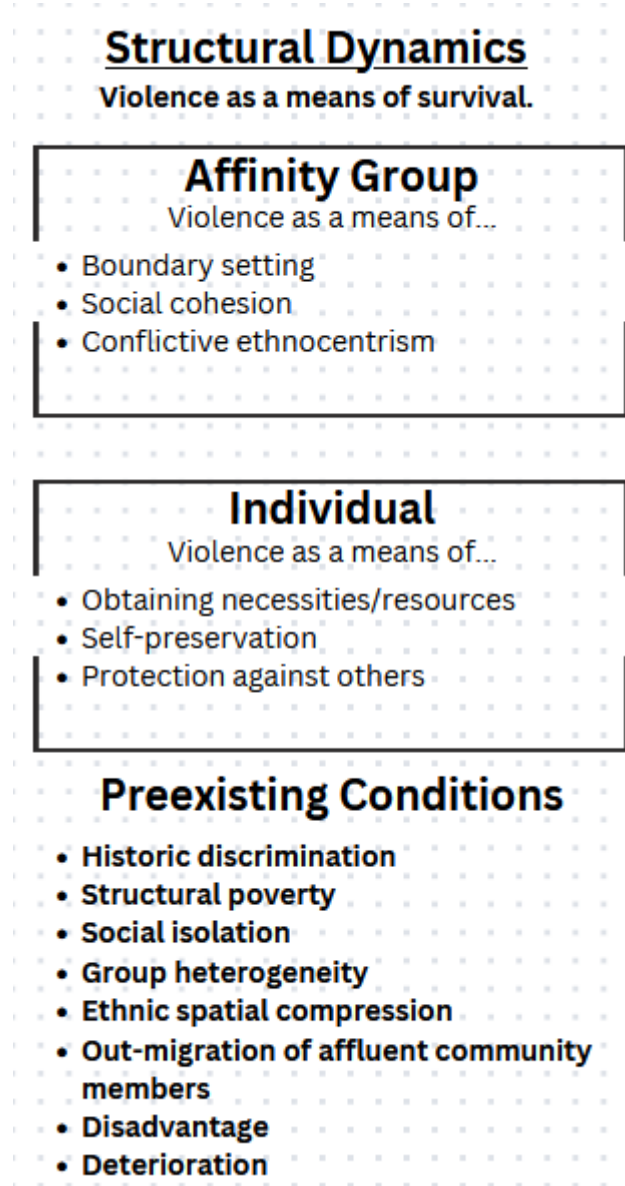 Structural Dynamics
Violence as a means of survival.
Affinity Group
Violence as a means of...
• Boundary setting
• Social cohesion
• Conflictive ethnocentrism
Individual
Violence as a means of...
• Obtaining necessities/resources
• Self-preservation
• Protection against others
Preexisting Conditions
• Historic discrimination
• Structural poverty
• Social isolation
• Group heterogeneity
• Ethnic spatial compression
• Out-migration of affluent community
members
• Disadvantage
• Deterioration